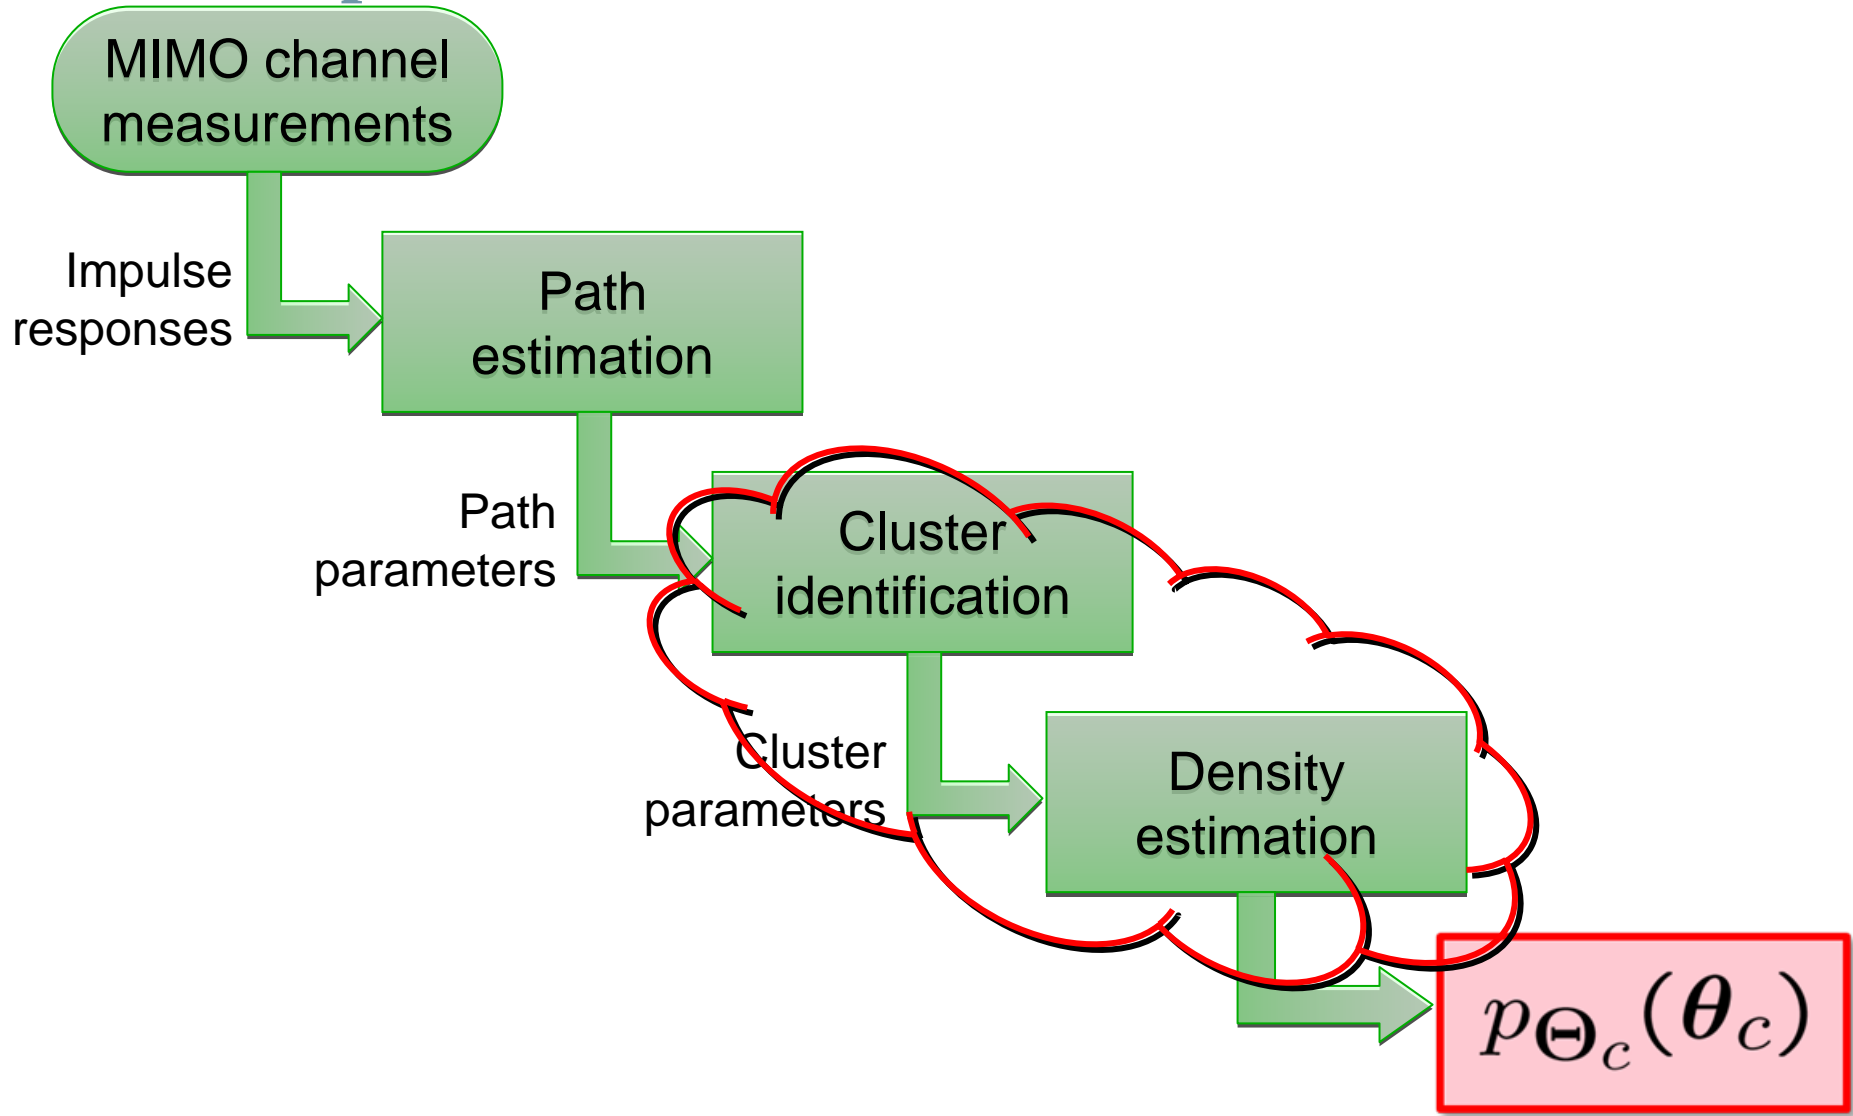 MIMO channel
measurements
Impulse
responses
Path
estimation
Path
parameters
Cluster
identification
Cluster
parameters
Density
estimation
p_{𝚯_c}(𝜽_c)